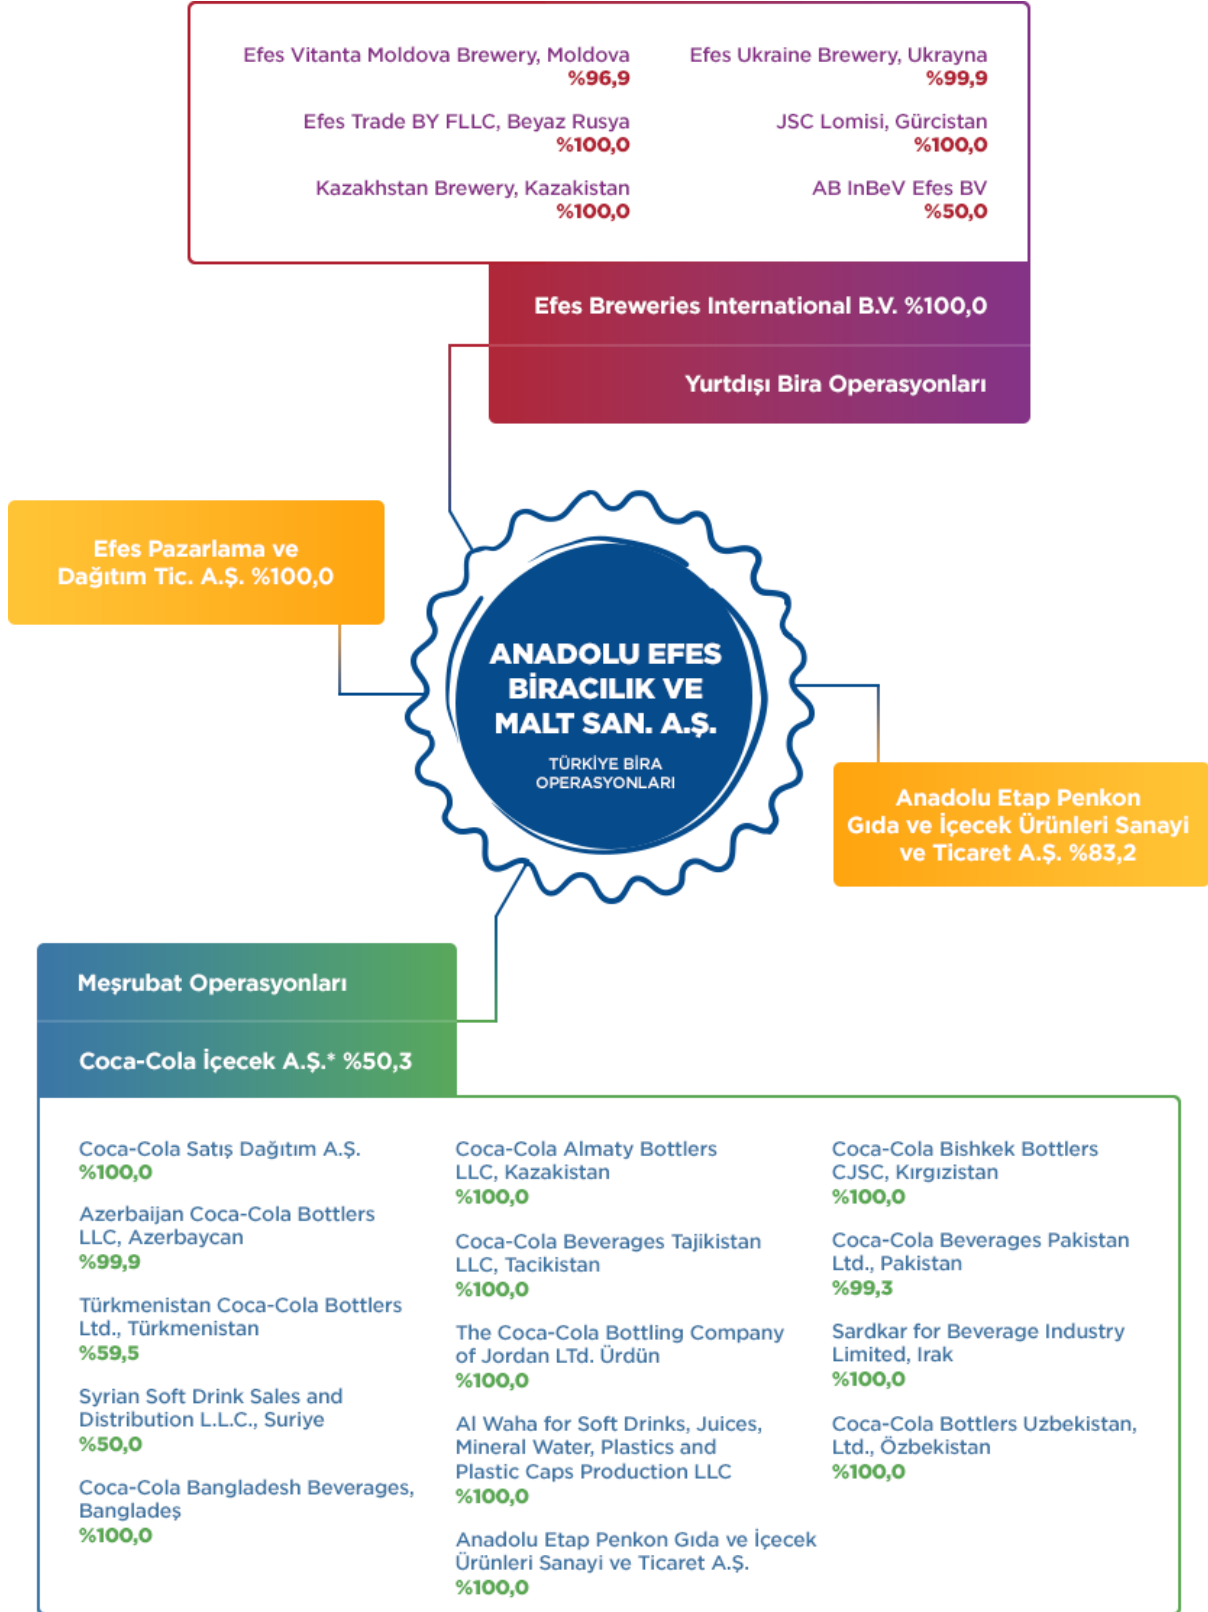 Efes Vitanta Moldova Brewery, Moldova
%96,9
Efes Trade BY FLLC, Beyaz Rusya
%100,0
Kazakhstan Brewery, Kazakistan
%100,0
Efes Ukraine Brewery, Ukrayna
%99,9
JSC Lomisi, Gürcistan
%100,0
AB InBeV Efes BV
%50,0
Efes Breweries International B.V. %100,0
Yurtdışı Bira Operasyonları
Efes Pazarlama ve
Dağıtım Tic. A.Ş. %100,0
ANADOLU EFES
BİRACILIK VE
MALT SAN. A.Ş.
TÜRKİYE BİRA
OPERASYONLARI
Anadolu Etap Penkon
Gıda ve İçecek Ürünleri Sanayi
ve Ticaret A.Ş. %83,2
Meşrubat Operasyonları
Coca-Cola İçecek A.Ş.* %50,3
Coca-Cola Satış Dağıtım A.Ş.
%100,0
Azerbaijan Coca-Cola Bottlers
LLC, Azerbaycan
%99,9
Türkmenistan Coca-Cola Bottlers
Ltd., Türkmenistan
%59,5
Syrian Soft Drink Sales and
Distribution L.L.C., Suriye
%50,0
Coca-Cola Bangladesh Beverages,
Bangladeş
%100,0
Coca-Cola Almaty Bottlers
LLC, Kazakistan
%100,0
Coca-Cola Beverages Tajikistan
LLC, Tacikistan
%100,0
The Coca-Cola Bottling Company
of Jordan LTd. Ürdün
%100,0
Al Waha for Soft Drinks, Juices,
Mineral Water, Plastics and
Plastic Caps Production LLC
%100,0
Anadolu Etap Penkon Gıda ve İçecek
Ürünleri Sanayi ve Ticaret A.Ş.
%100,0
Coca-Cola Bishkek Bottlers
CJSC, Kırgızistan
%100,0
Coca-Cola Beverages Pakistan
Ltd., Pakistan
%99,3
Sardkar for Beverage Industry
Limited, Irak
%100,0
Coca-Cola Bottlers Uzbekistan,
Ltd., Özbekistan
%100,0